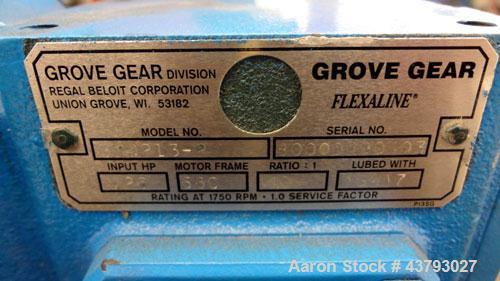 GROVE GEAR DIVISION
REGAL BELOIT CORPORATION
UNION GROVE, WI. 53182
GROVE GEAR
FLEXALINE®
MODEL NO.
SERIAL NO.
INPUT HP MOTOR FRAME RATIO : 1 LUBED WITH
RATING AT 1750 RPM • 1.0 SERVICE FACTOR
P135G
Aaron Stock # 43793027